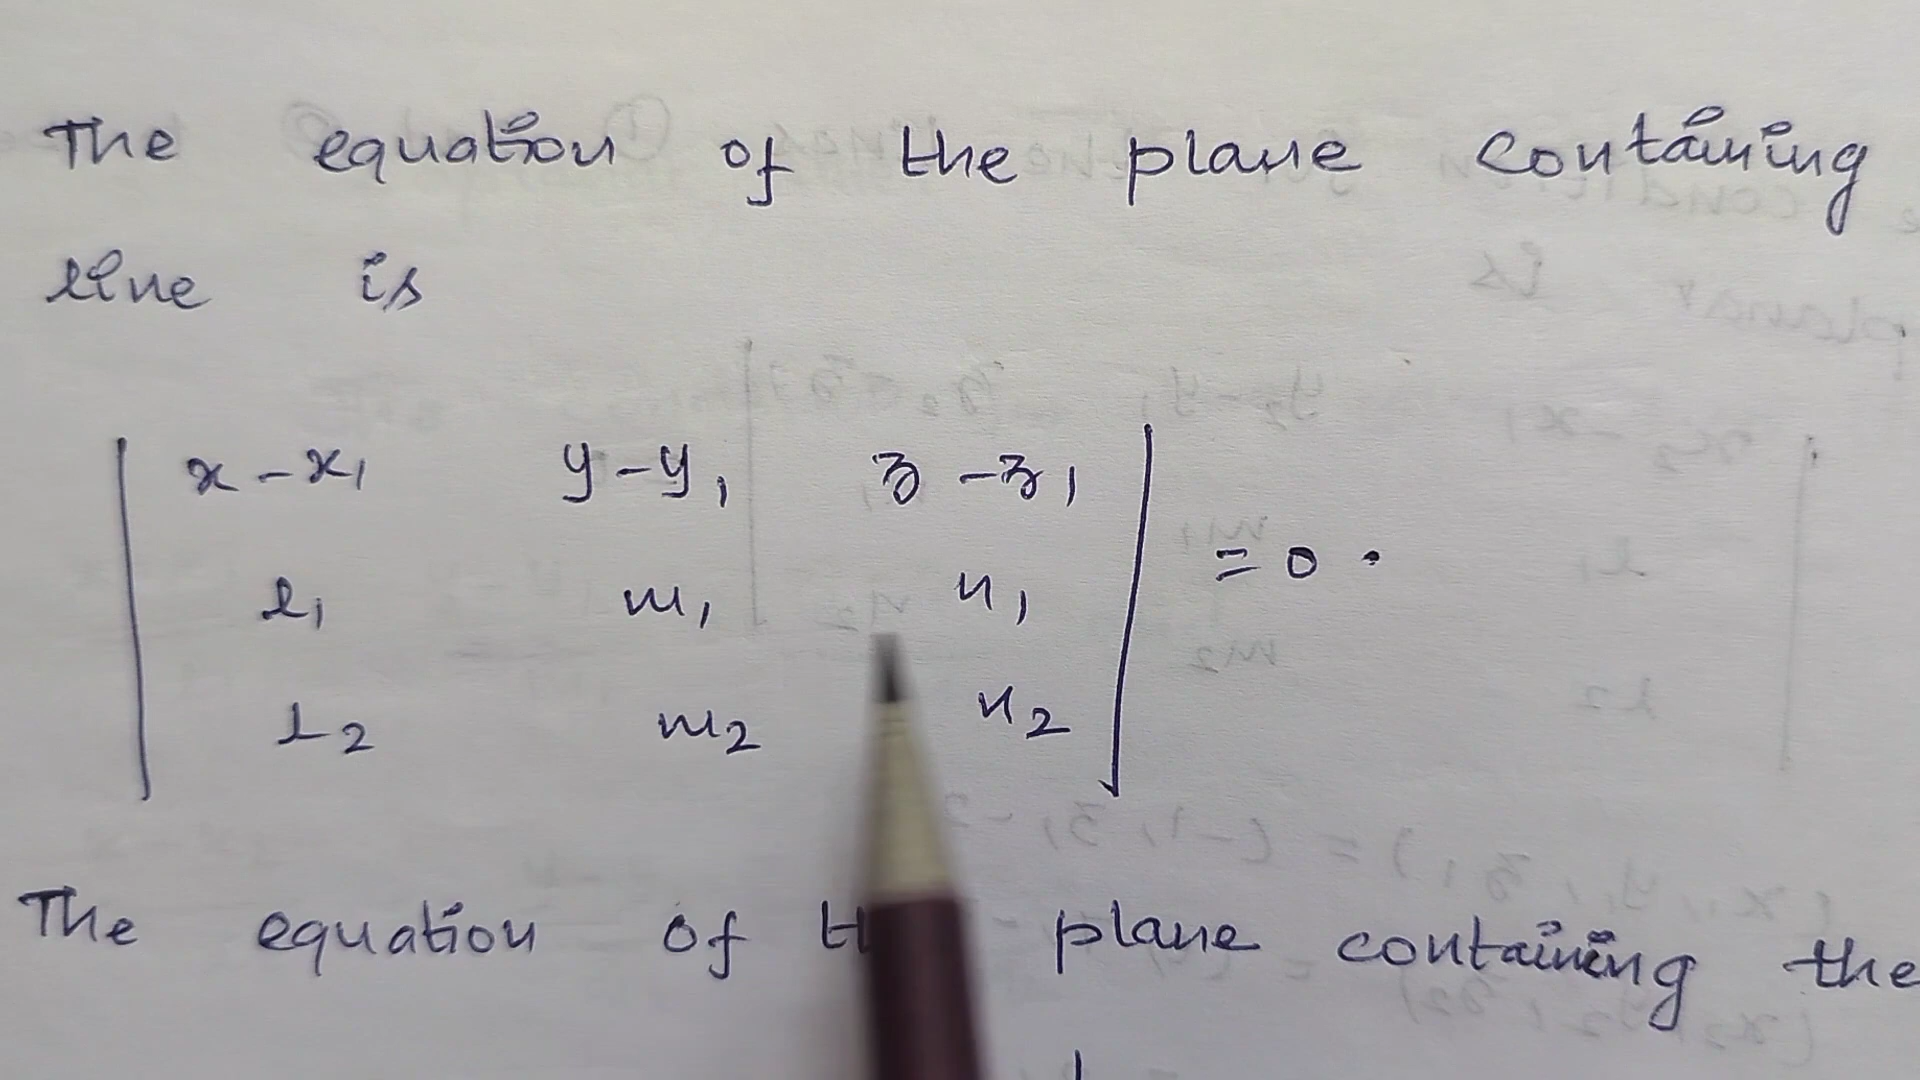 The equation of the plane containing
line is
| x - x₁ y - y₁ z - z₁ |
| l₁ m₁ n₁ | = 0 .
| l₂ m₂ n₂ |
The equation of plane containing the